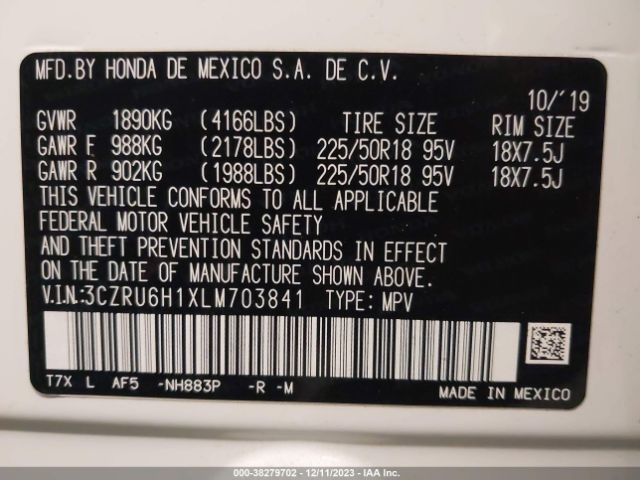 MFD.BY HONDA DE MEXICO S.A. DE C.V.
10/'19
GVWR 1890KG (4166LBS) TIRE SIZE RIM SIZE
GAWR F 988KG (2178LBS) 225/50R18 95V 18X7.5J
GAWR R 902KG (1988LBS) 225/50R18 95V 18X7.5J
THIS VEHICLE CONFORMS TO ALL APPLICABLE
FEDERAL MOTOR VEHICLE SAFETY
AND THEFT PREVENTION STANDARDS IN EFFECT
ON THE DATE OF MANUFACTURE SHOWN ABOVE.
V.I.N.:3CZRU6H1XLM703841 TYPE: MPV
T7X L AF5 -NH883P -R -M
MADE IN MEXICO
000-38279702 - 12/11/2023 - IAA Inc.